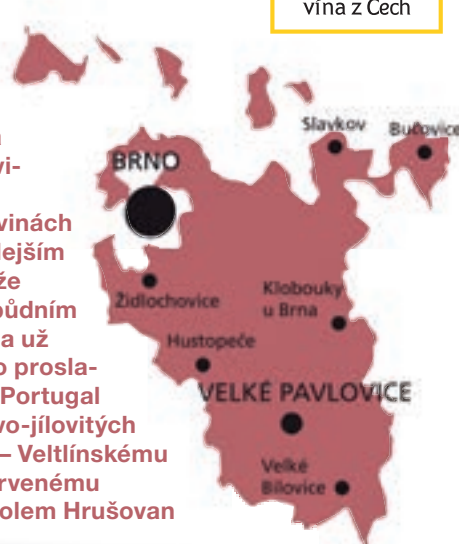 vína z Čech
vi-
vinách
lejším
že
půdním
a už
o prosla-
Portugal
vo-jílovitých
– Veltlínskému
rvenému
olem Hrušovan
Slavkov
Bučovice
BRNO
Židlochovice
Klobouky
u Brna
Hustopeče
VELKÉ PAVLOVICE
Velké
Bílovice